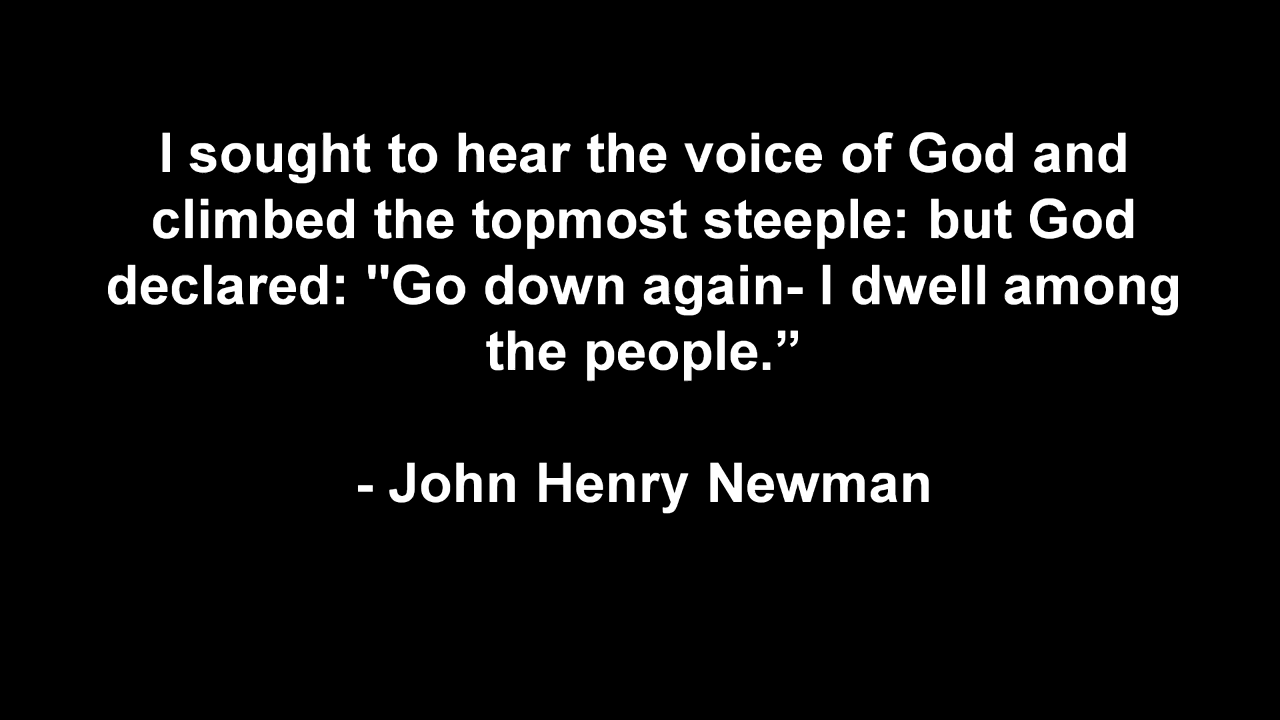 I sought to hear the voice of God and
climbed the topmost steeple: but God
declared: "Go down again- I dwell among
the people.”
- John Henry Newman